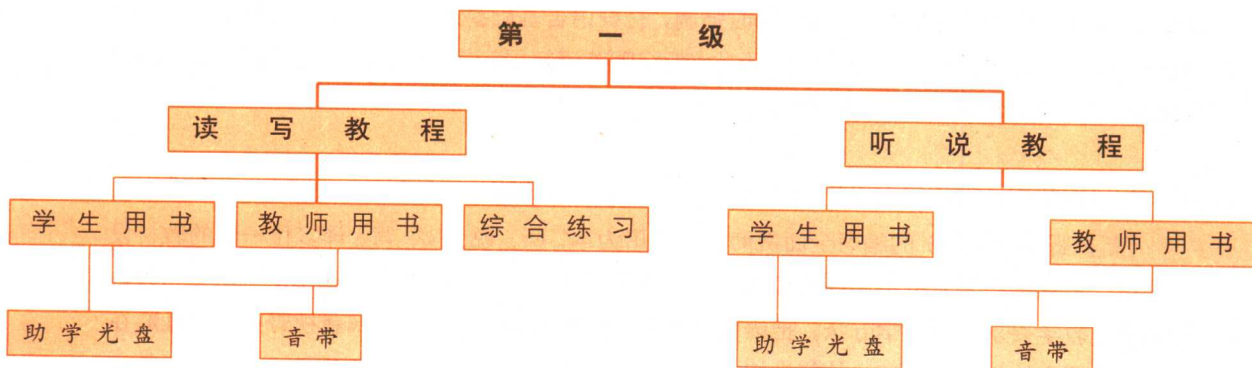 第一级
读写教程
听说教程
学生用书
教师用书
综合练习
学生用书
教师用书
助学光盘
音带
助学光盘
音带